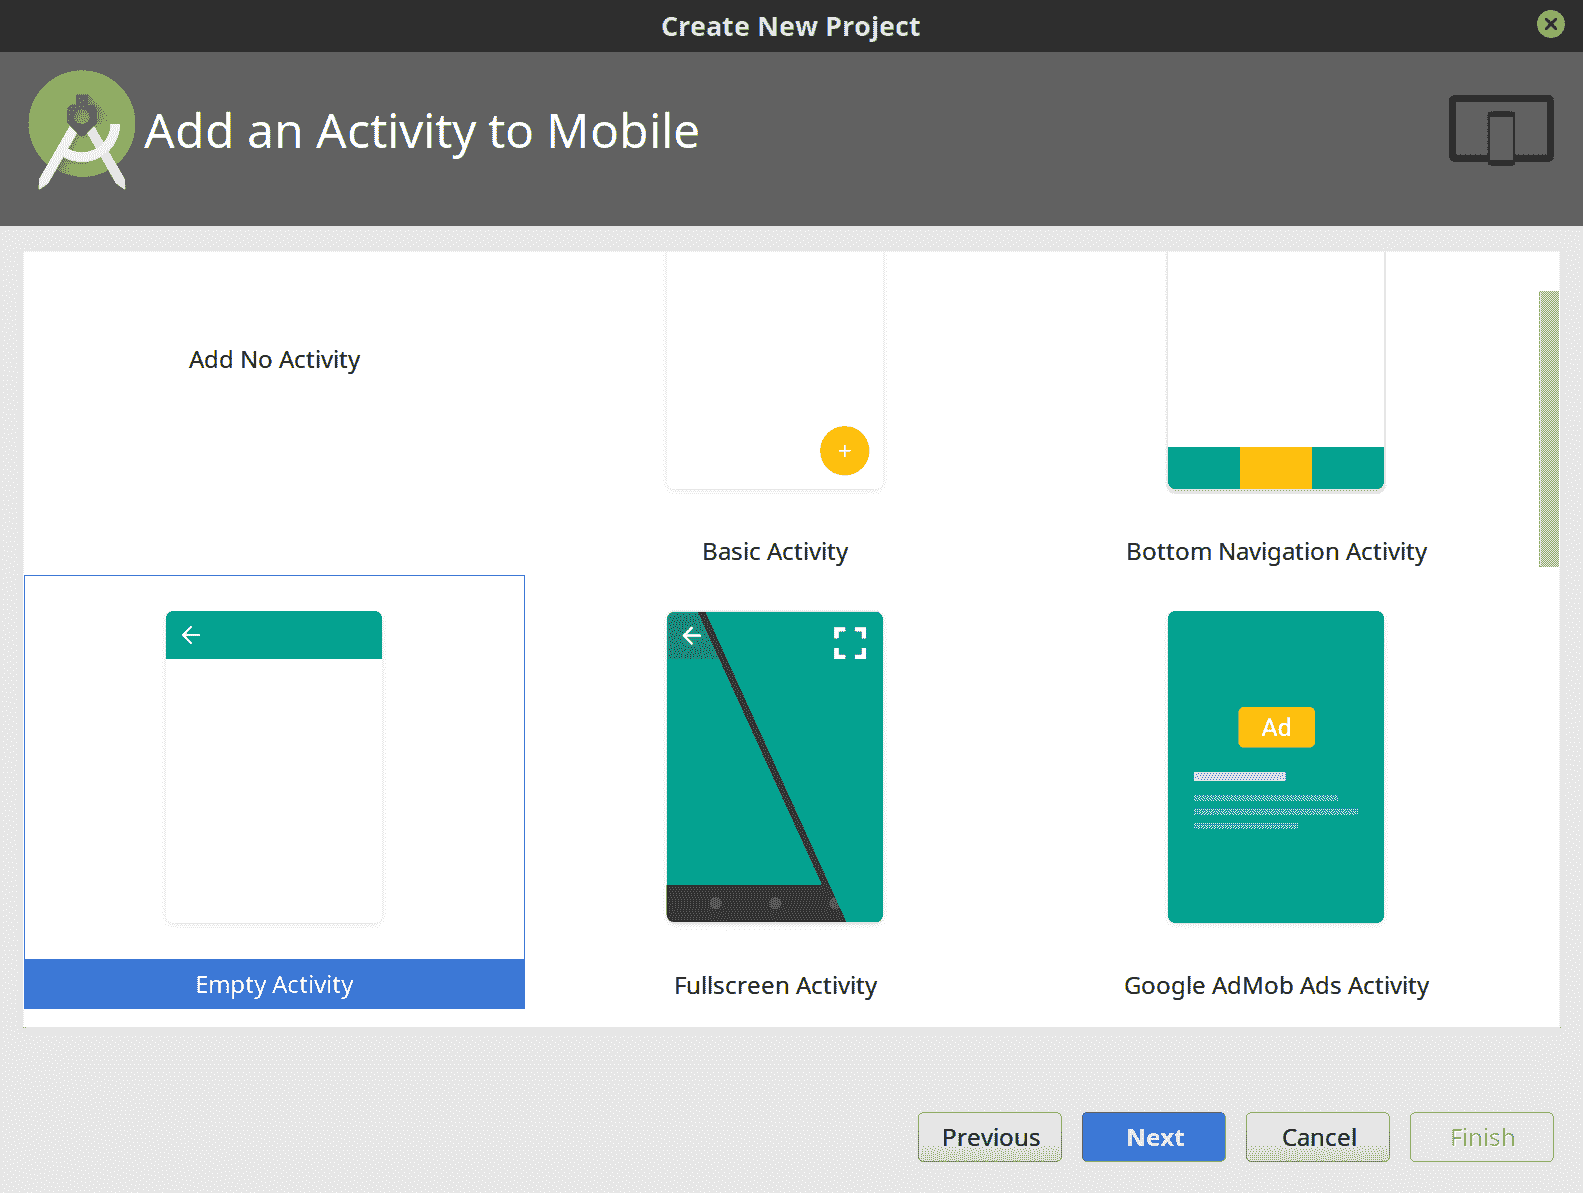 Create New Project
Add an Activity to Mobile
Add No Activity
Basic Activity
Bottom Navigation Activity
Ad
Empty Activity
Fullscreen Activity
Google AdMob Ads Activity
Previous
Next
Cancel
Finish